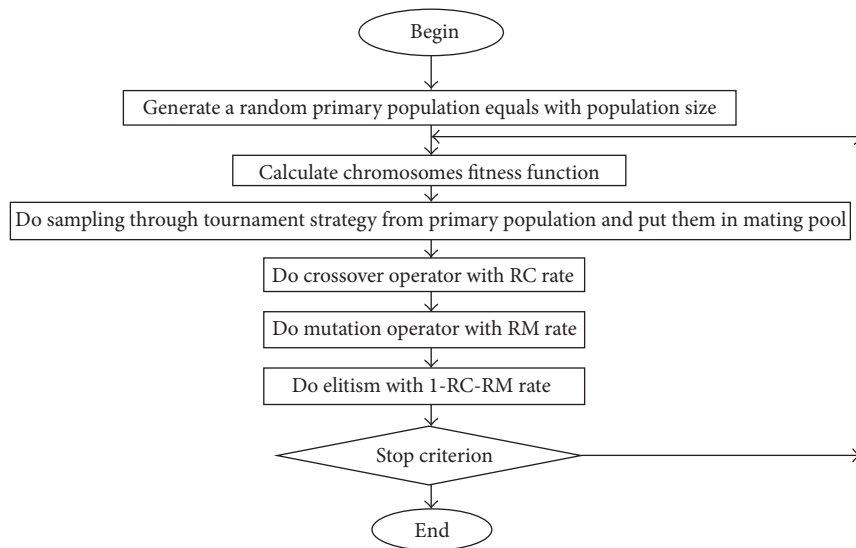 Begin
Generate a random primary population equals with population size
Calculate chromosomes fitness function
Do sampling through tournament strategy from primary population and put them in mating pool
Do crossover operator with RC rate
Do mutation operator with RM rate
Do elitism with 1-RC-RM rate
Stop criterion
End